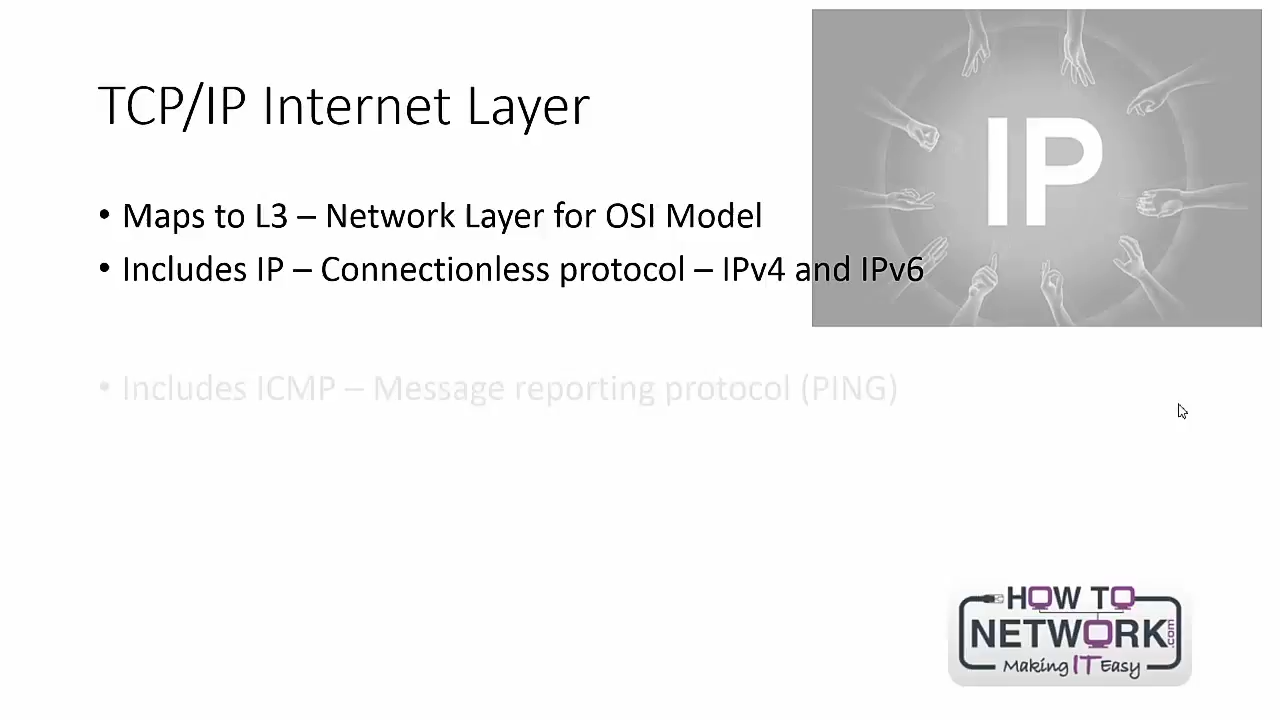 TCP/IP Internet Layer
IP
• Maps to L3 – Network Layer for OSI Model
• Includes IP – Connectionless protocol – IPv4 and IPv6
• Includes ICMP – Message reporting protocol (PING)
HOW TO
NETWORK.com
Making IT Easy